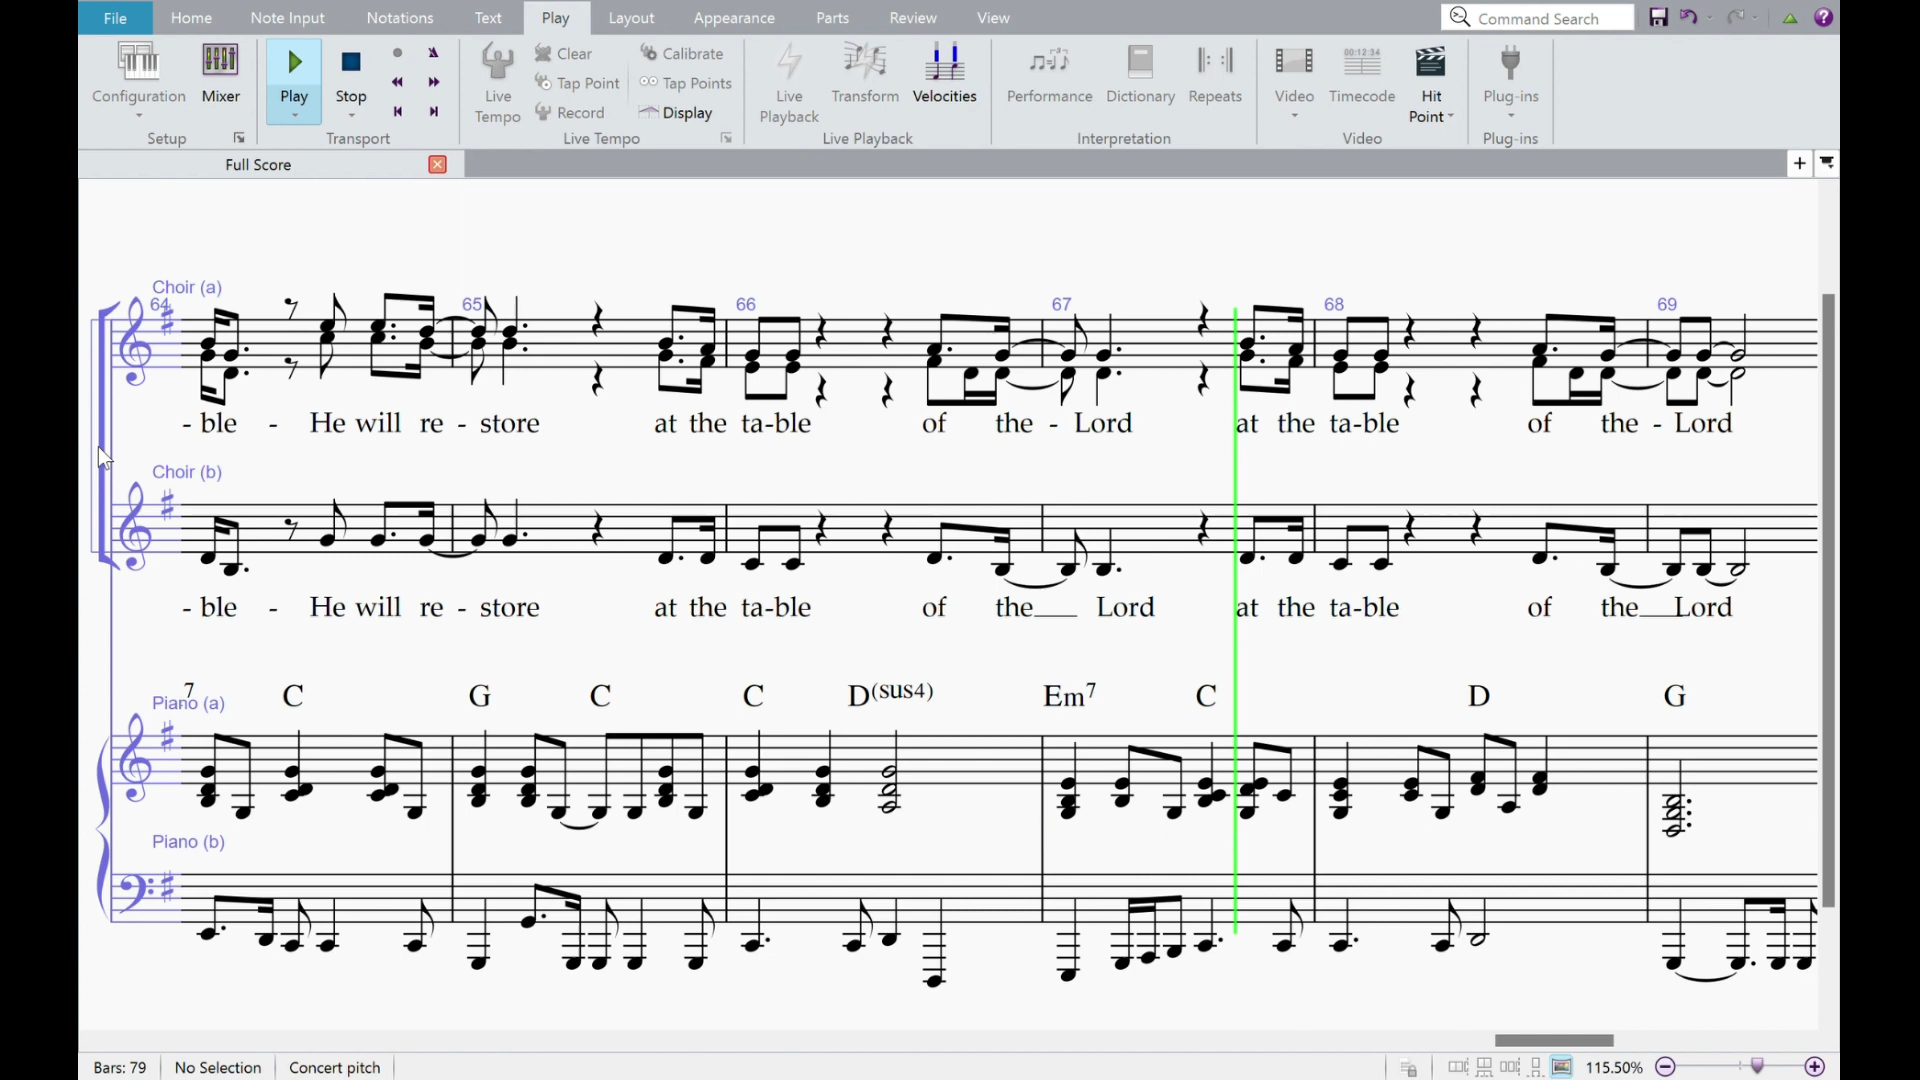 File Home Note Input Notations Text Play Layout Appearance Parts Review View Command Search
Configuration Mixer Play Stop Live Tempo Clear Tap Point Record Calibrate Tap Points Display Live Playback Transform Velocities Performance Dictionary Repeats Video Timecode Hit Point Plug-ins
00:12:34
Setup Transport Live Tempo Live Playback Interpretation Video Plug-ins
Full Score
Choir (a)
64 65 66 67 68 69
- ble - He will re - store at the ta-ble of the - Lord at the ta-ble of the - Lord
Choir (b)
- ble - He will re - store at the ta-ble of the Lord at the ta-ble of the Lord
7 C G C C D(sus4) Em7 C D G
Piano (a)
Piano (b)
Bars: 79 No Selection Concert pitch 115.50%